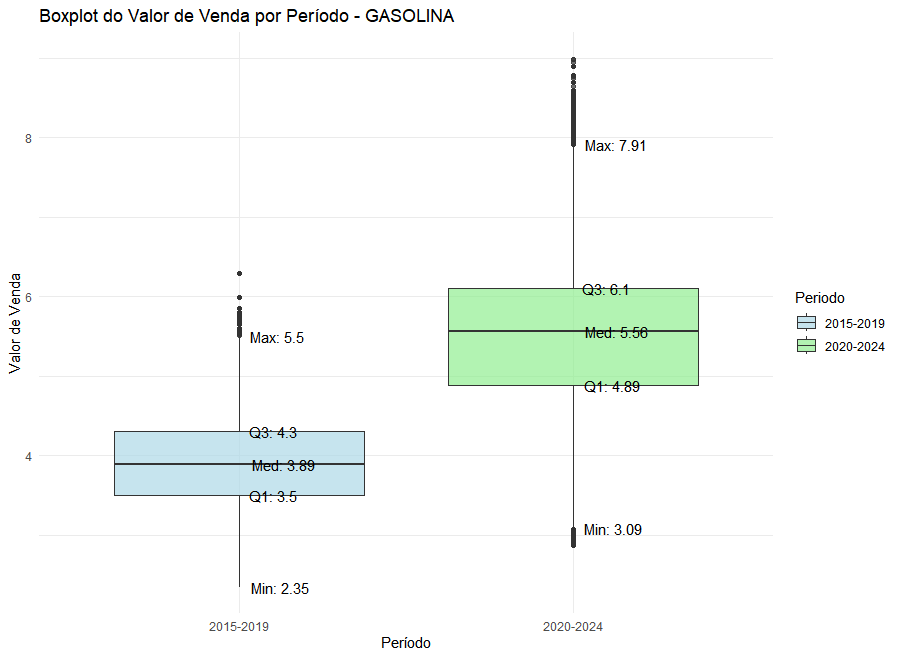 Boxplot do Valor de Venda por Período - GASOLINA
Valor de Venda
8
6
4
Max: 5.5
Q3: 4.3
Med: 3.89
Q1: 3.5
Min: 2.35
Max: 7.91
Q3: 6.1
Med: 5.56
Q1: 4.89
Min: 3.09
2015-2019
2020-2024
Período
Periodo
2015-2019
2020-2024